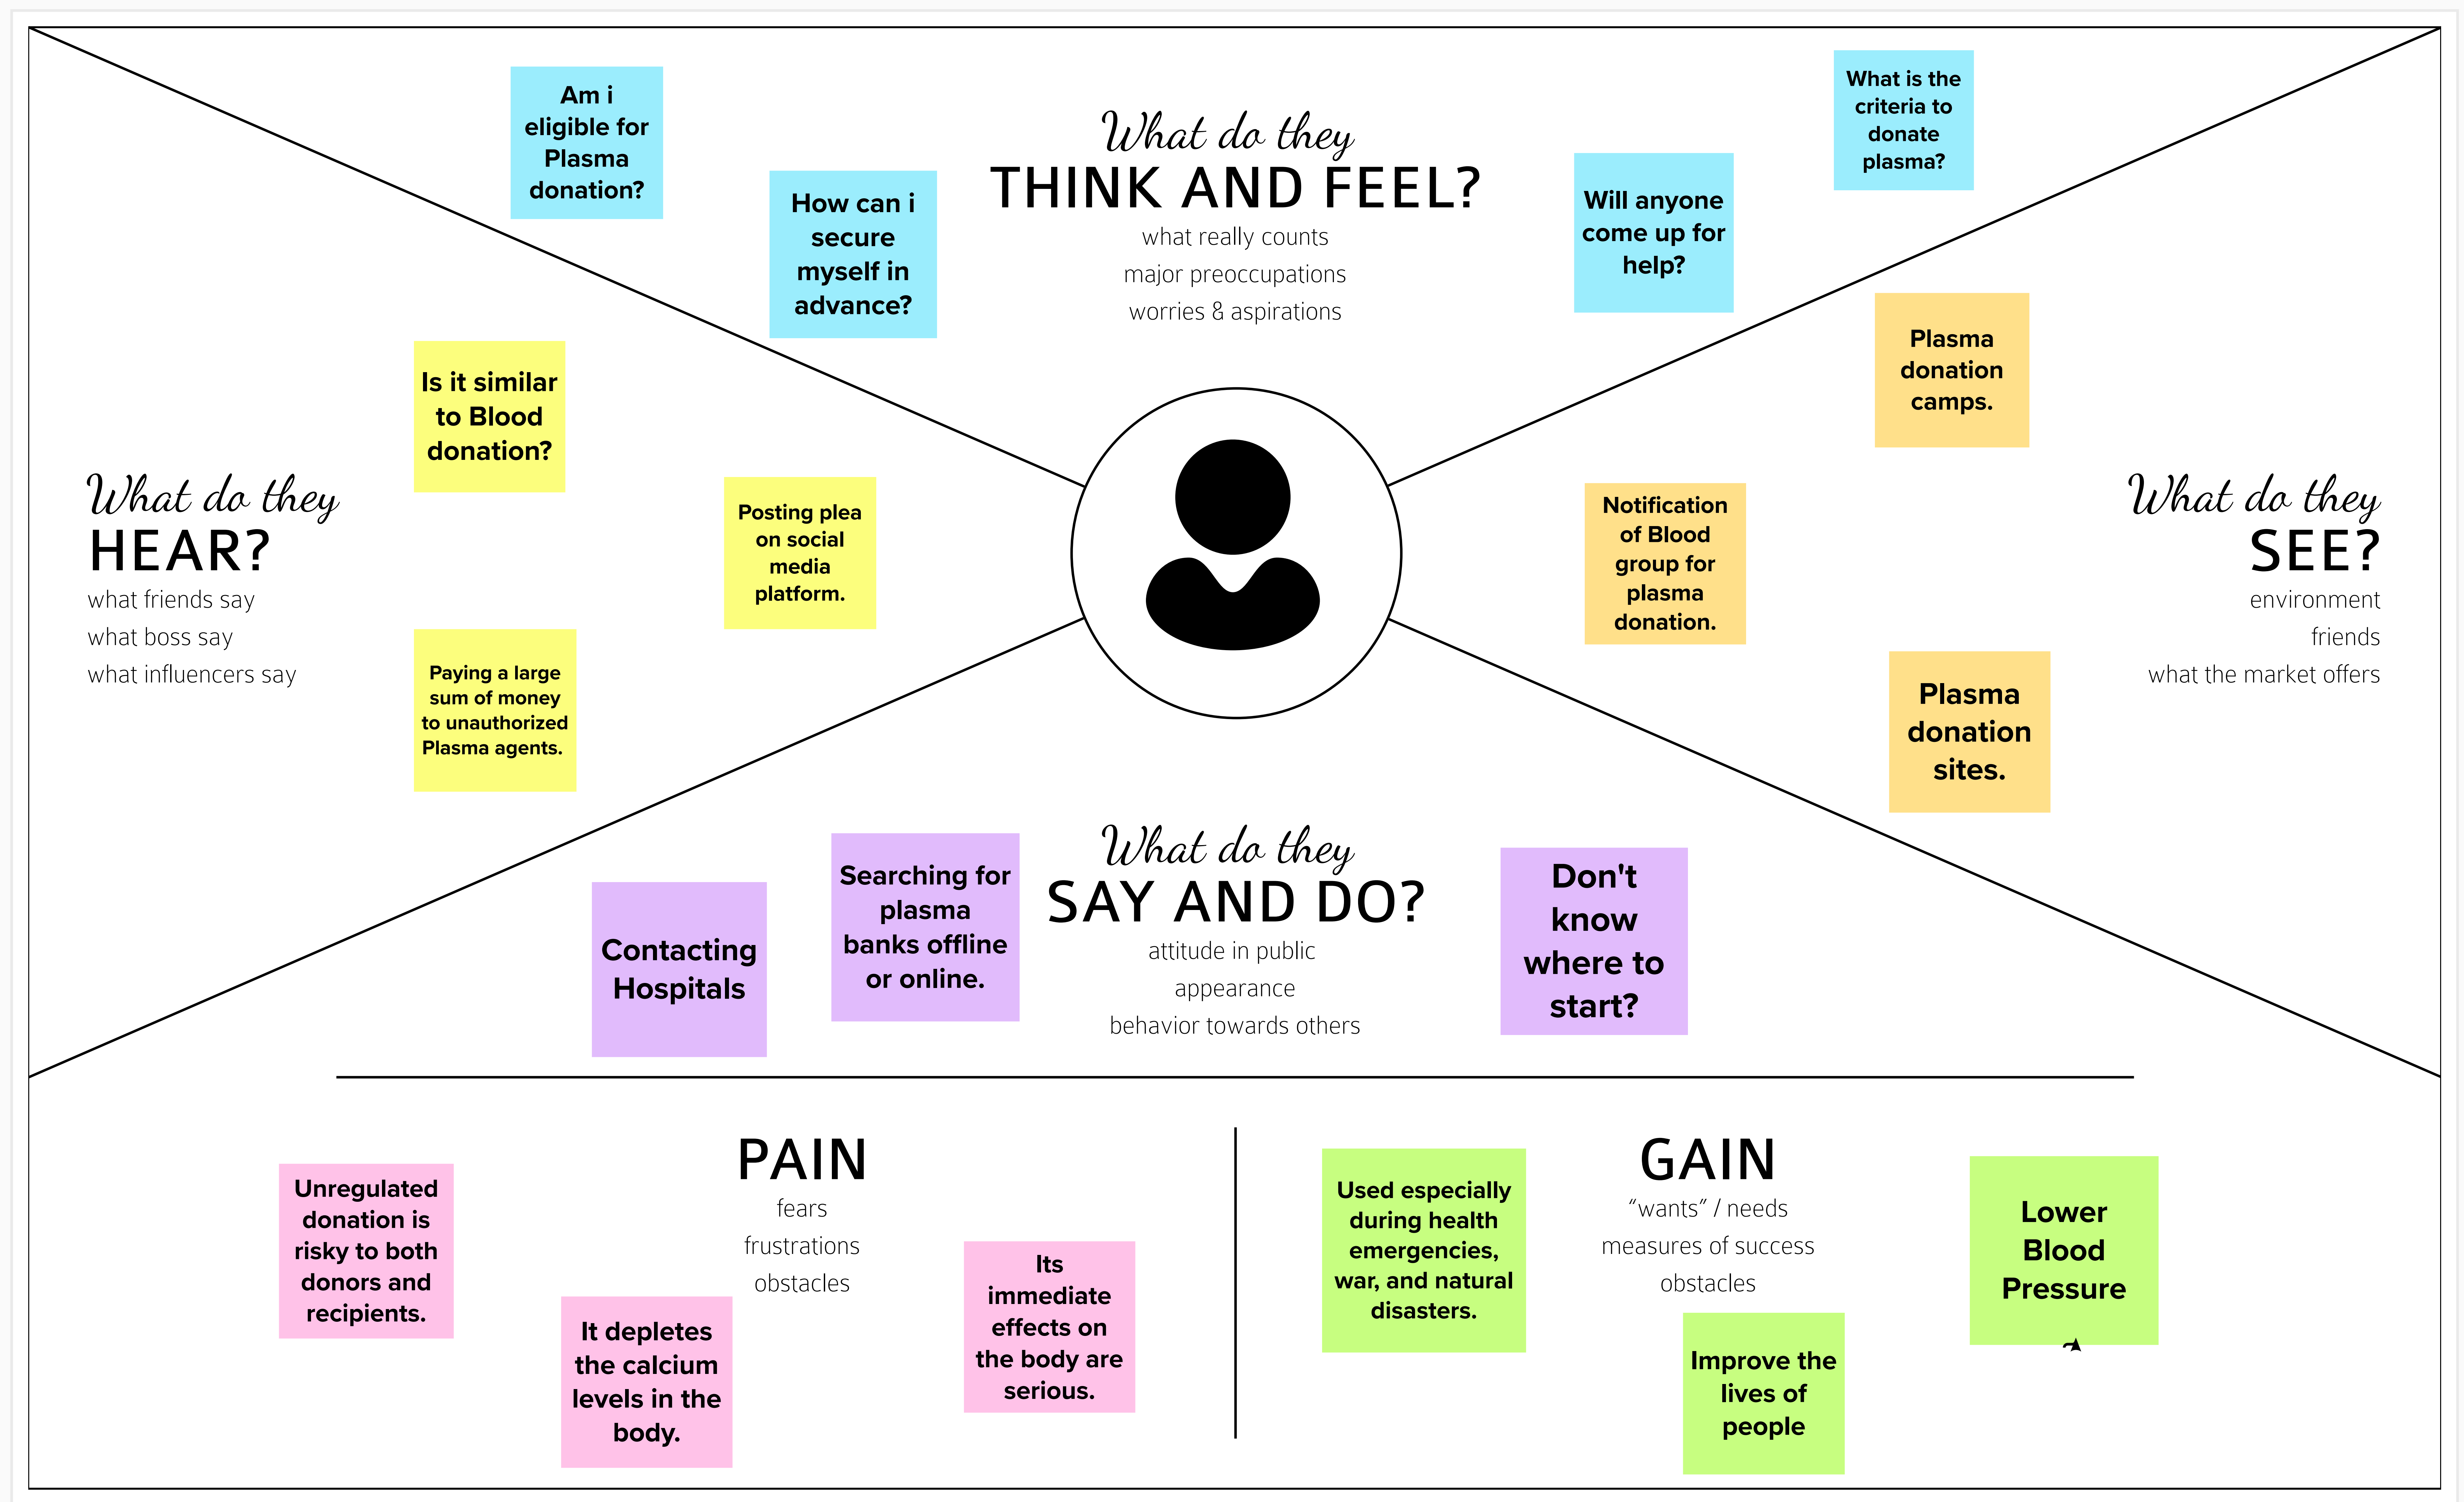 Am i
eligible for
Plasma
donation?
How can i
secure
myself in
advance?
What do they
THINK AND FEEL?
what really counts
major preoccupations
worries & aspirations
Will anyone
come up for
help?
What is the
criteria to
donate
plasma?
What do they
HEAR?
what friends say
what boss say
what influencers say
Is it similar
to Blood
donation?
Posting plea
on social
media
platform.
Paying a large
sum of money
to unauthorized
Plasma agents.
Plasma
donation
camps.
Notification
of Blood
group for
plasma
donation.
Plasma
donation
sites.
What do they
SEE?
environment
friends
what the market offers
Contacting
Hospitals
Searching for
plasma
banks offline
or online.
What do they
SAY AND DO?
attitude in public
appearance
behavior towards others
Don't
know
where to
start?
PAIN
fears
frustrations
obstacles
Unregulated
donation is
risky to both
donors and
recipients.
It depletes
the calcium
levels in the
body.
Its
immediate
effects on
the body are
serious.
GAIN
“wants” / needs
measures of success
obstacles
Used especially
during health
emergencies,
war, and natural
disasters.
Improve the
lives of
people
Lower
Blood
Pressure